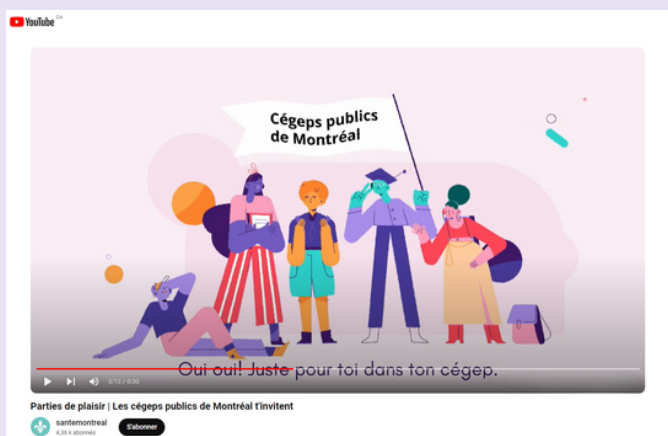 YouTube CA
Cégeps publics
de Montréal
Oui oui! Juste pour toi dans ton cégep.
0:12 / 0:30
Parties de plaisir | Les cégeps publics de Montréal t'invitent
santemontreal
4,36 k abonnés
S'abonner